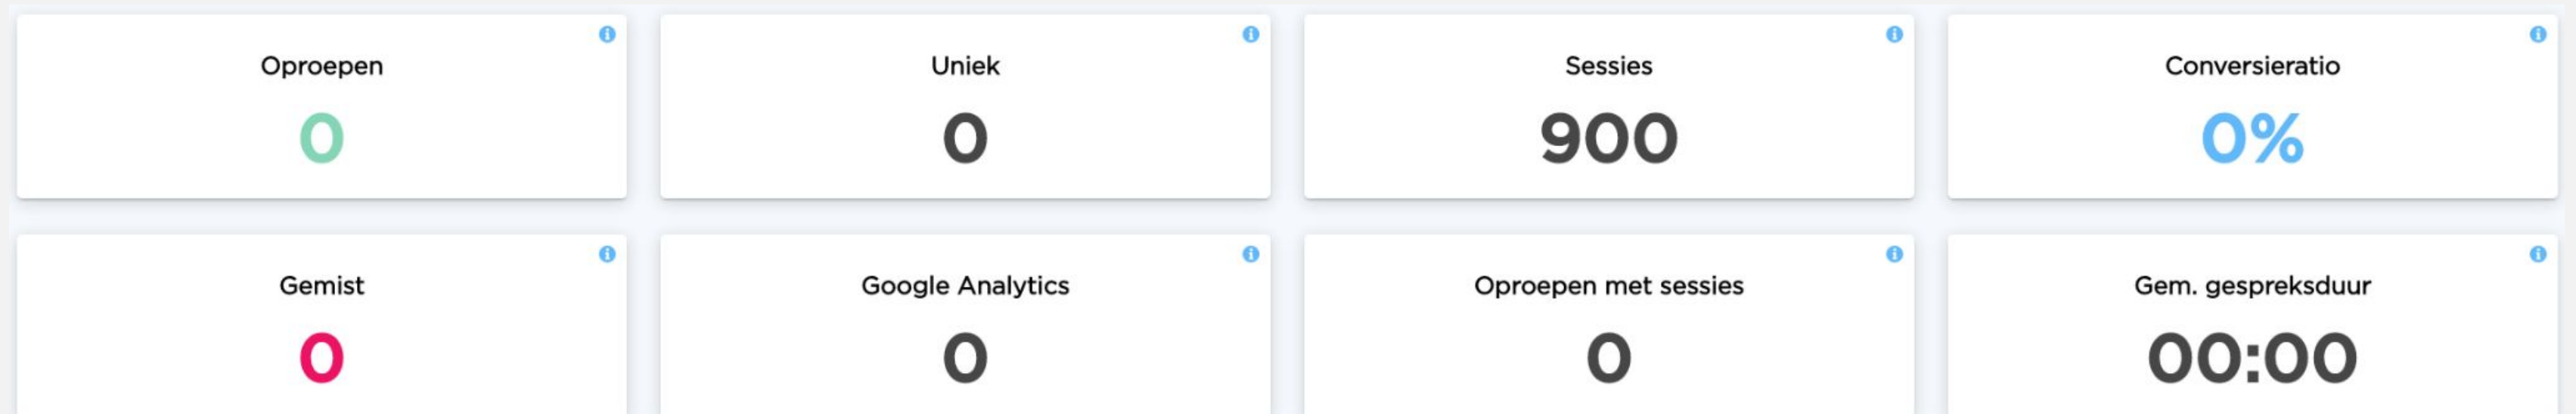 Oproepen
0
Uniek
0
Sessies
900
Conversieratio
0%
Gemist
0
Google Analytics
0
Oproepen met sessies
0
Gem. gespreksduur
00:00